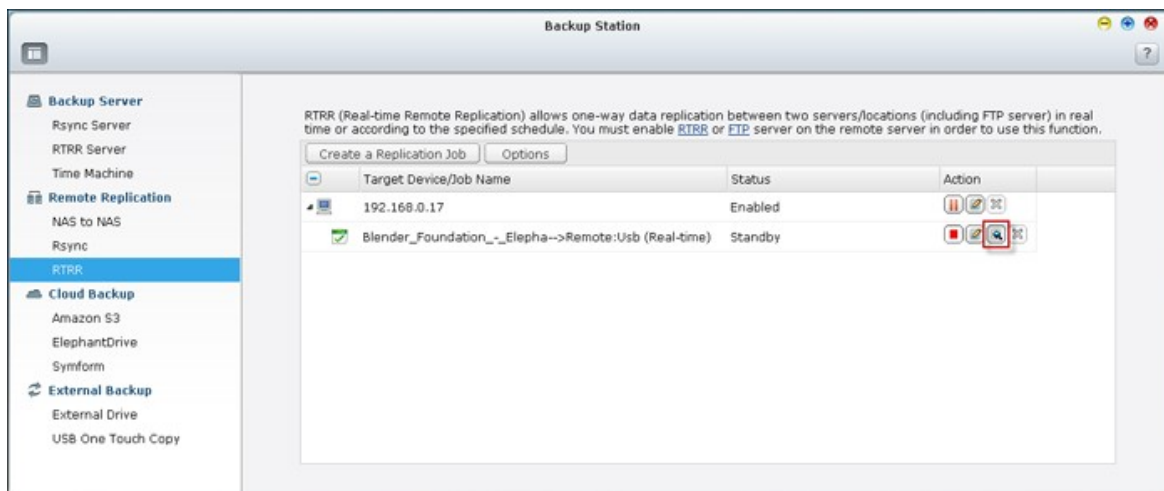 Backup Station
?
Backup Server
Rsync Server
RTRR Server
Time Machine
Remote Replication
NAS to NAS
Rsync
RTRR
Cloud Backup
Amazon S3
ElephantDrive
Symform
External Backup
External Drive
USB One Touch Copy
RTRR (Real-time Remote Replication) allows one-way data replication between two servers/locations (including FTP server) in real
time or according to the specified schedule. You must enable RTRR or FTP server on the remote server in order to use this function.
Create a Replication Job Options
Target Device/Job Name Status Action
192.168.0.17 Enabled
Blender_Foundation_-_Elepha-->Remote:Usb (Real-time) Standby